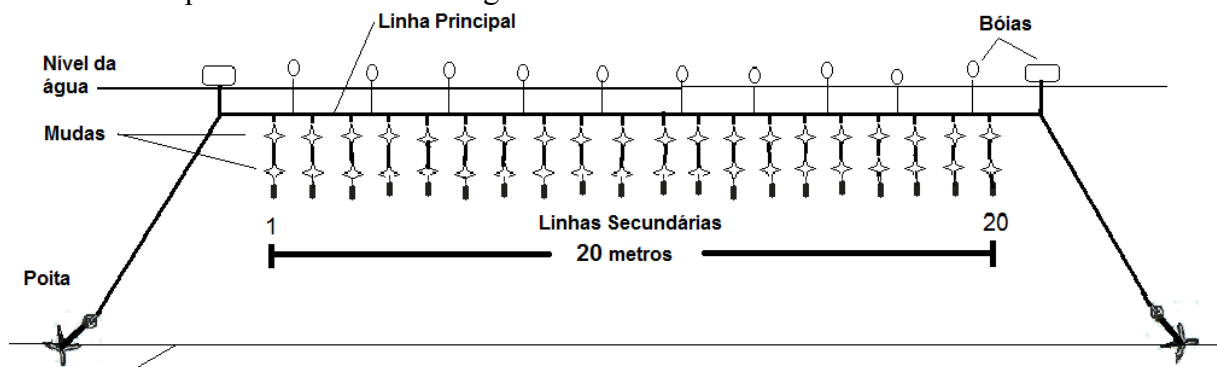 Linha Principal
Bóias
Nível da
água
Mudas
1
Linhas Secundárias
20
20 metros
Poita